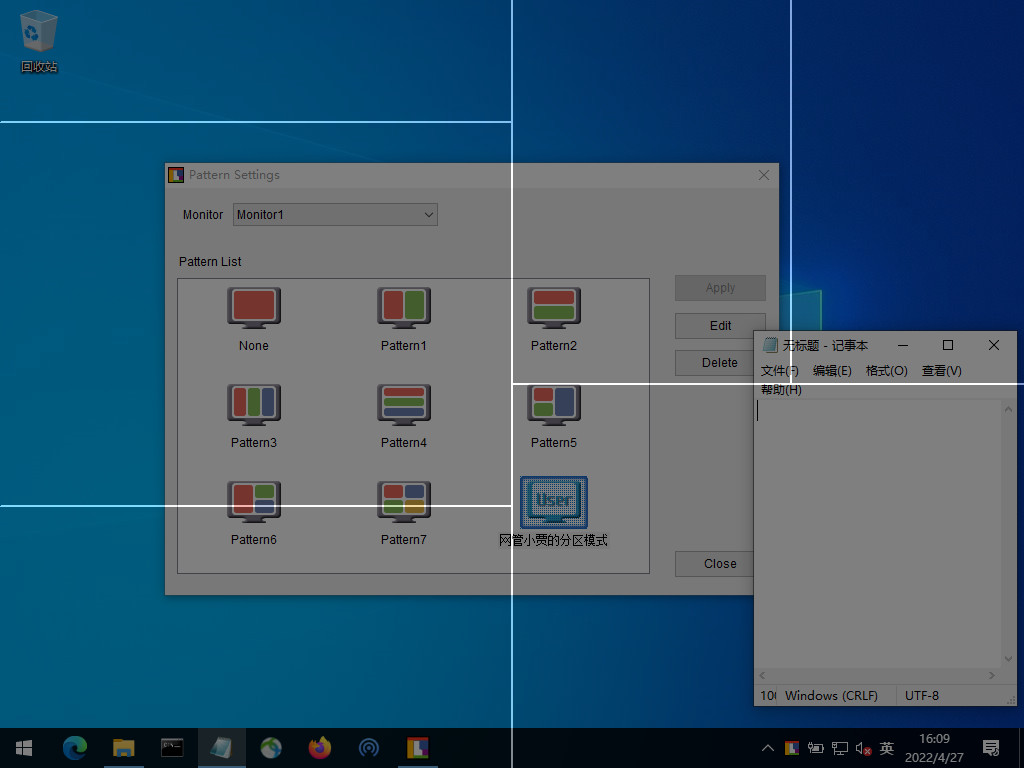 回收站
Pattern Settings
Monitor
Monitor1
Pattern List
None
Pattern1
Pattern2
Pattern3
Pattern4
Pattern5
Pattern6
Pattern7
User
网管小贾的分区模式
Apply
Edit
Delete
Close
无标题 - 记事本
文件(F) 编辑(E) 格式(O) 查看(V)
帮助(H)
100 Windows (CRLF) UTF-8
英
16:09
2022/4/27